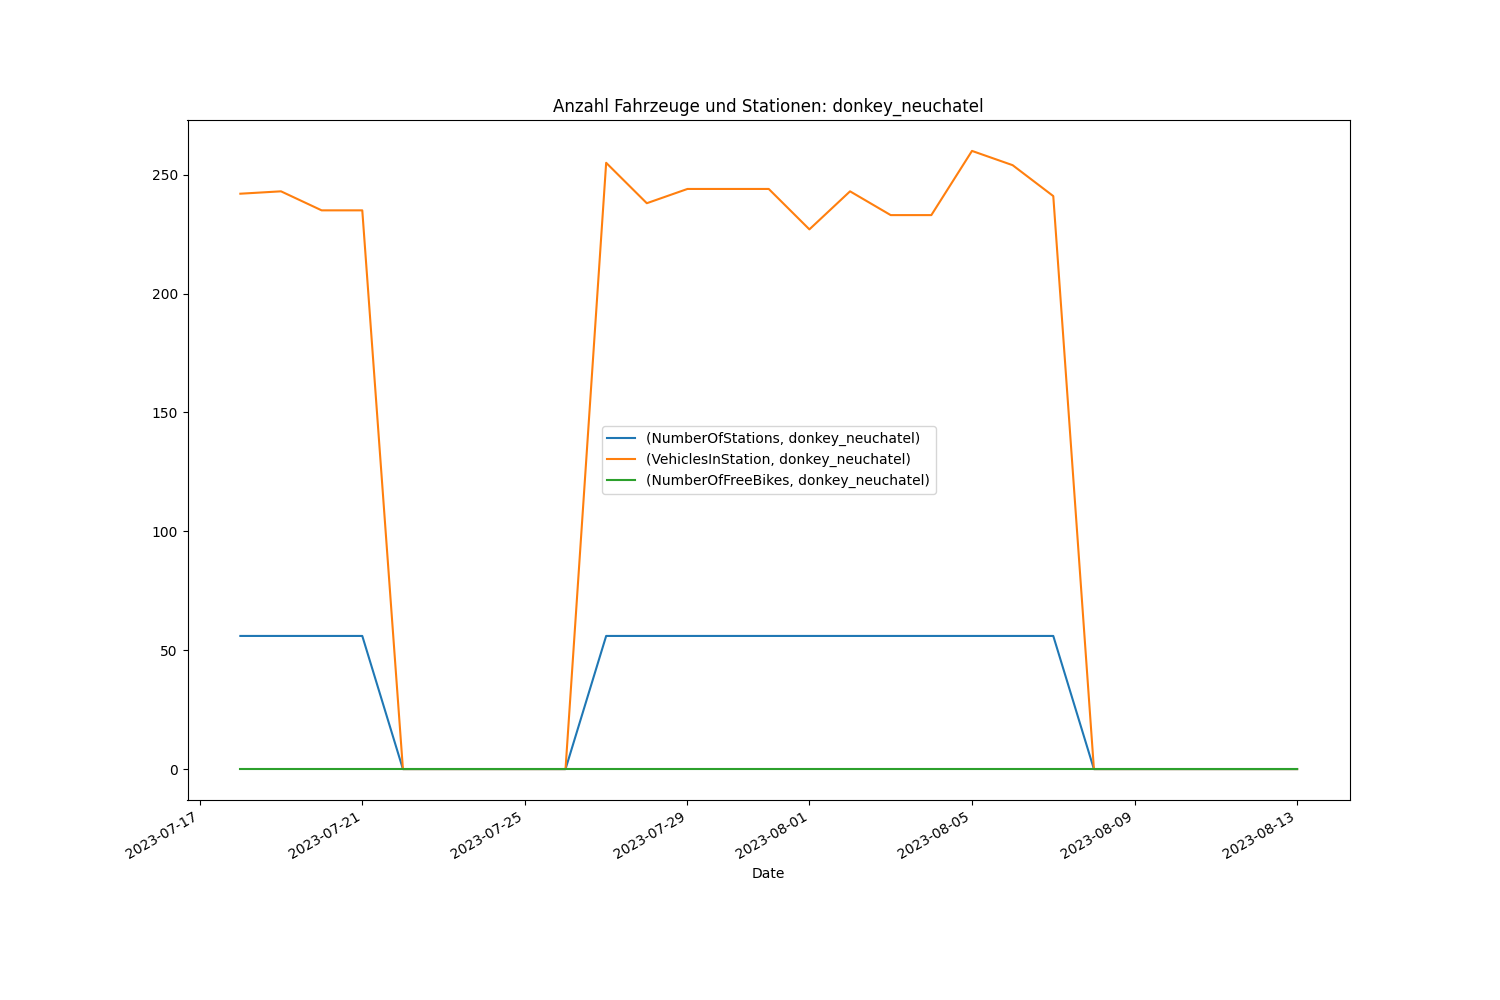 Anzahl Fahrzeuge und Stationen: donkey_neuchatel
250
200
150
100
50
0
(NumberOfStations, donkey_neuchatel)
(VehiclesInStation, donkey_neuchatel)
(NumberOfFreeBikes, donkey_neuchatel)
2023-07-17
2023-07-21
2023-07-25
2023-07-29
2023-08-01
2023-08-05
2023-08-09
2023-08-13
Date